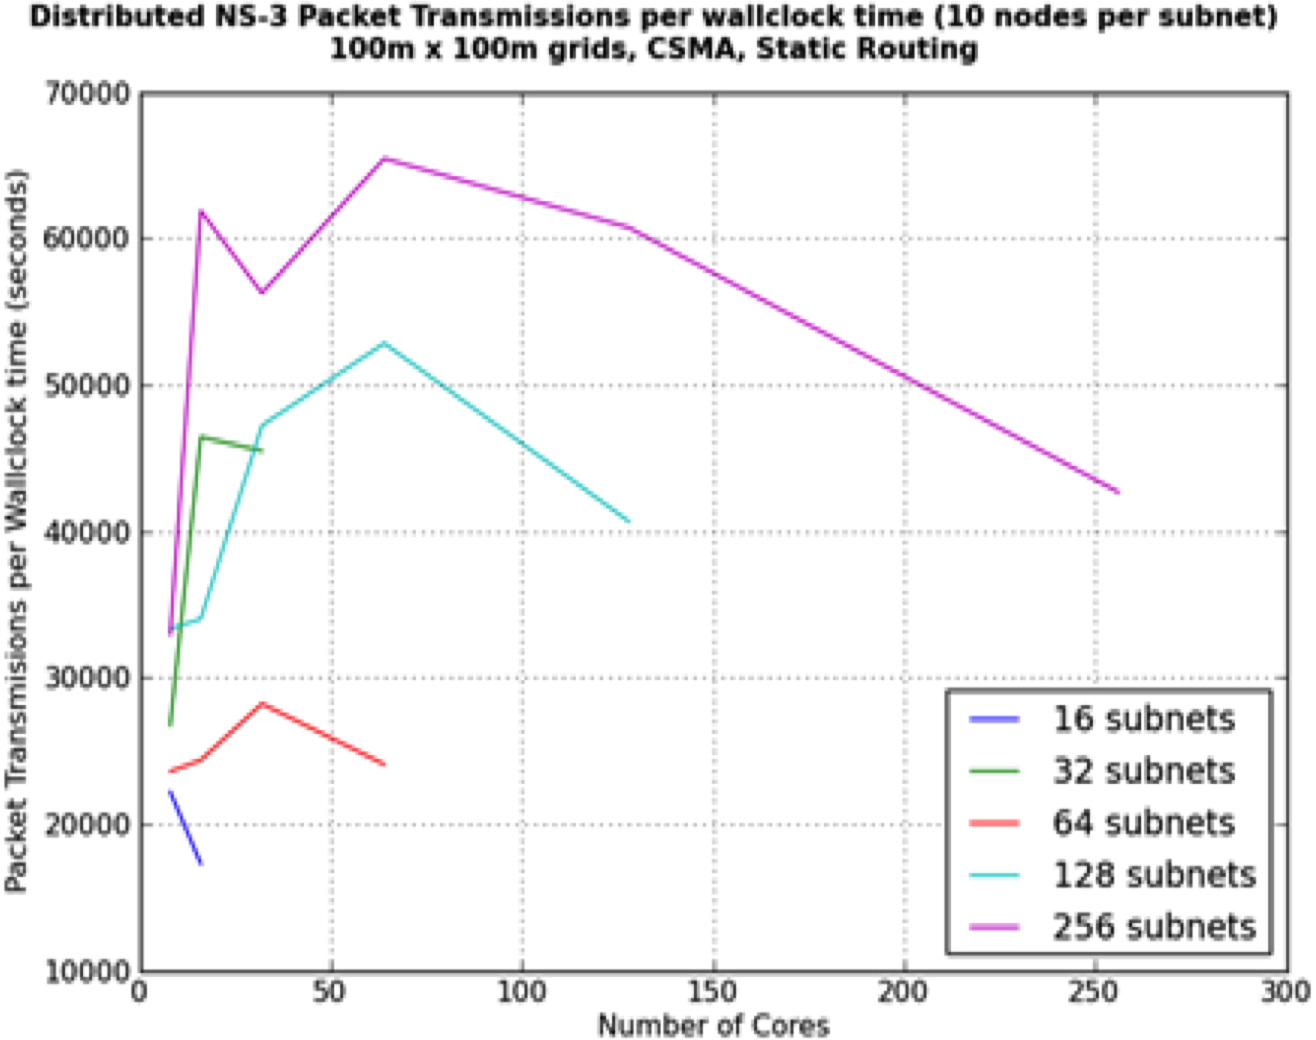 Distributed NS-3 Packet Transmissions per wallclock time (10 nodes per subnet)
100m x 100m grids, CSMA, Static Routing
Packet Transmisions per Wallclock time (seconds)
70000
60000
50000
40000
30000
20000
10000
0
50
100
150
200
250
300
Number of Cores
16 subnets
32 subnets
64 subnets
128 subnets
256 subnets